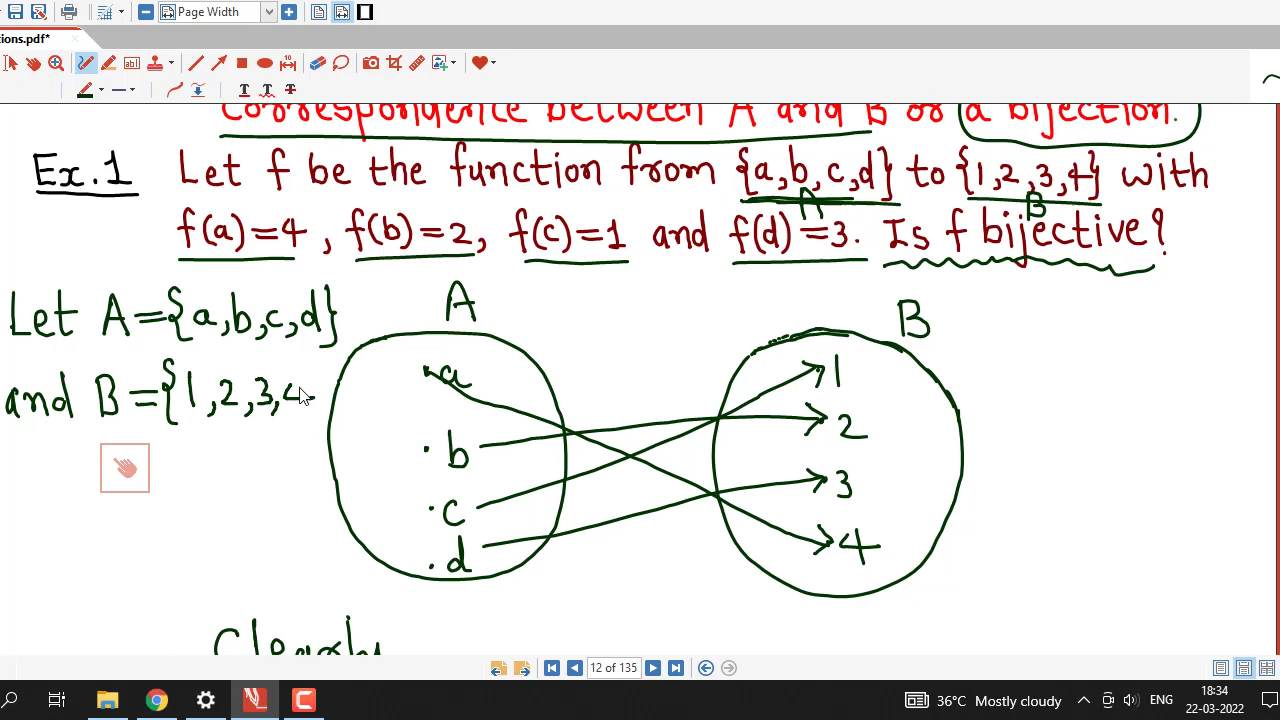 Page Width
ions.pdf*
correspondence between A and B or a bijection.
Ex.1 Let f be the function from {a,b,c,d} to {1,2,3,4} with
A B
f(a)=4, f(b)=2, f(c)=1 and f(d)=3. Is f bijective?
Let A={a,b,c,d}
A B
and B={1,2,3,4
a 1
b 2
c 3
d 4
Clearly
12 of 135
36°C Mostly cloudy ENG 18:34
22-03-2022